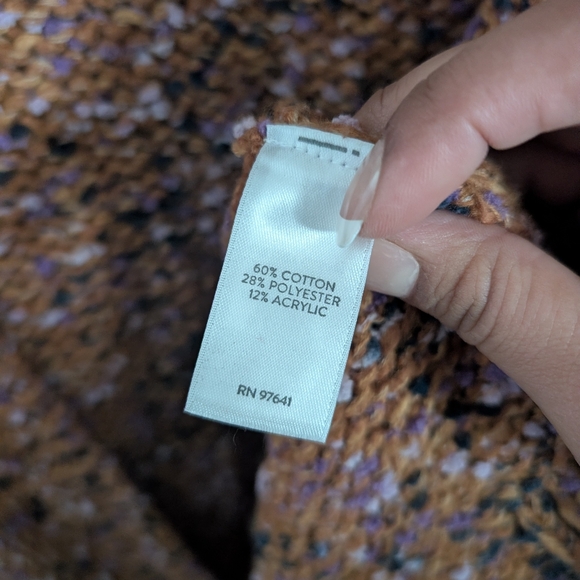 60% COTTON
28% POLYESTER
12% ACRYLIC
RN 97641